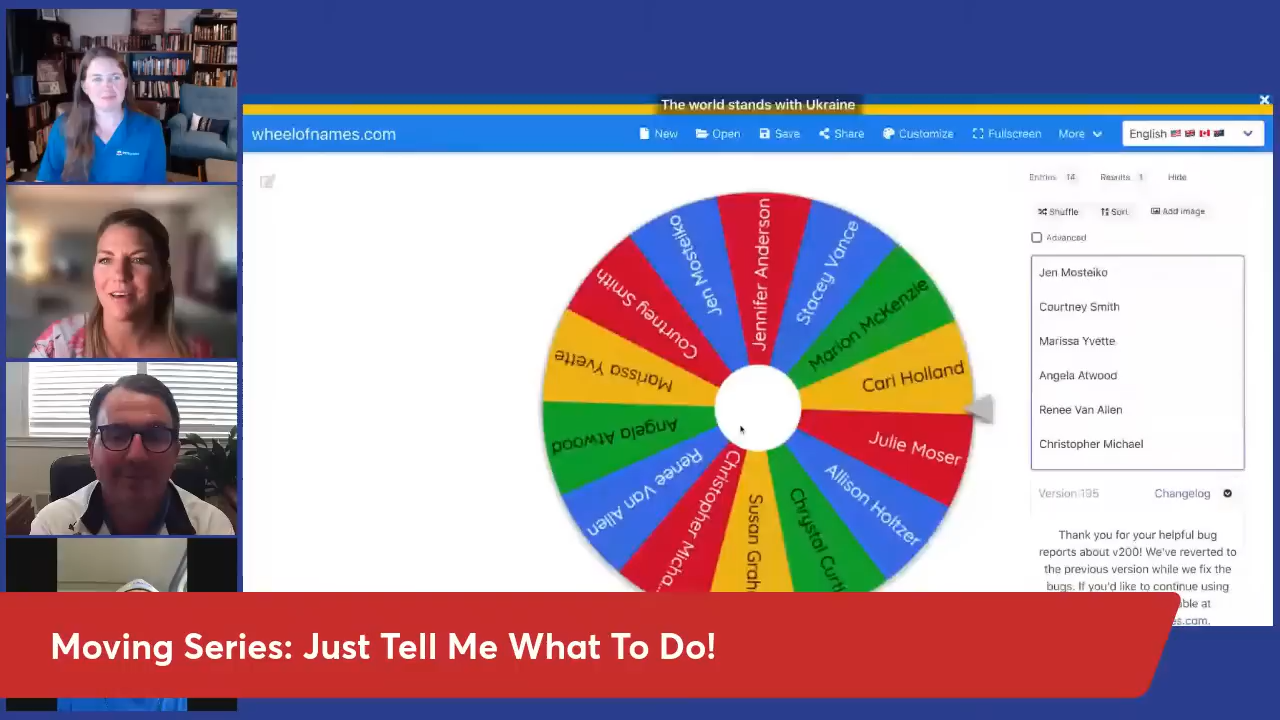 The world stands with Ukraine
wheelofnames.com
New Open Save Share Customize Fullscreen More English
Entries 14 Results 1 Hide
Shuffle Sort Add image
Advanced
Jen Mosteiko
Courtney Smith
Marissa Yvette
Angela Atwood
Renee Van Allen
Christopher Michael
Version 195 Changelog
Thank you for your helpful bug
reports about v200! We've reverted to
the previous version while we fix the
bugs. If you'd like to continue using
Jennifer Anderson
Stacey Vance
Marion McKenzie
Cari Holland
Julie Moser
Allison Holtzer
Chrystal
Susan
Christopher Micha...
Renee Van Allen
Angela Atwood
Marissa Yvette
Courtney Smith
Jen Mosteiko
Moving Series: Just Tell Me What To Do!